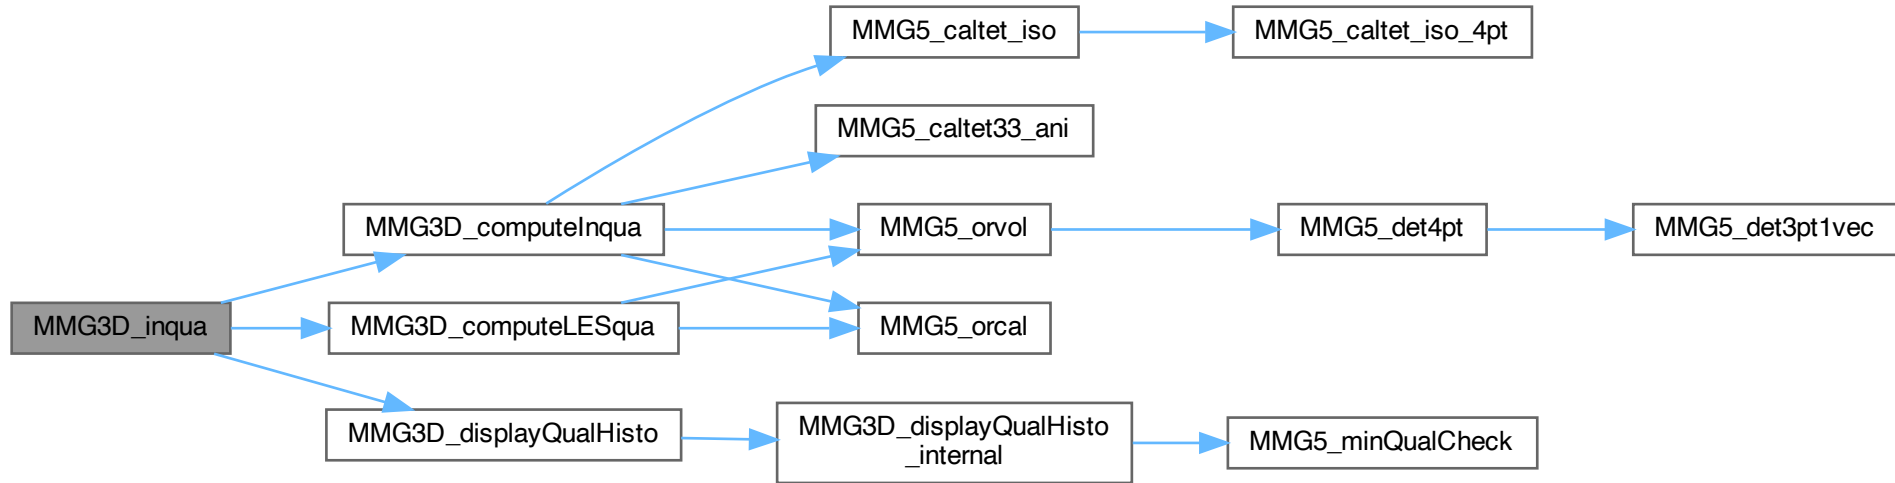 MMG5_caltet_iso
MMG5_caltet_iso_4pt
MMG5_caltet33_ani
MMG3D_computeInqua
MMG5_orvol
MMG5_det4pt
MMG5_det3pt1vec
MMG3D_inqua
MMG3D_computeLESqua
MMG5_orcal
MMG3D_displayQualHisto
MMG3D_displayQualHisto
_internal
MMG5_minQualCheck